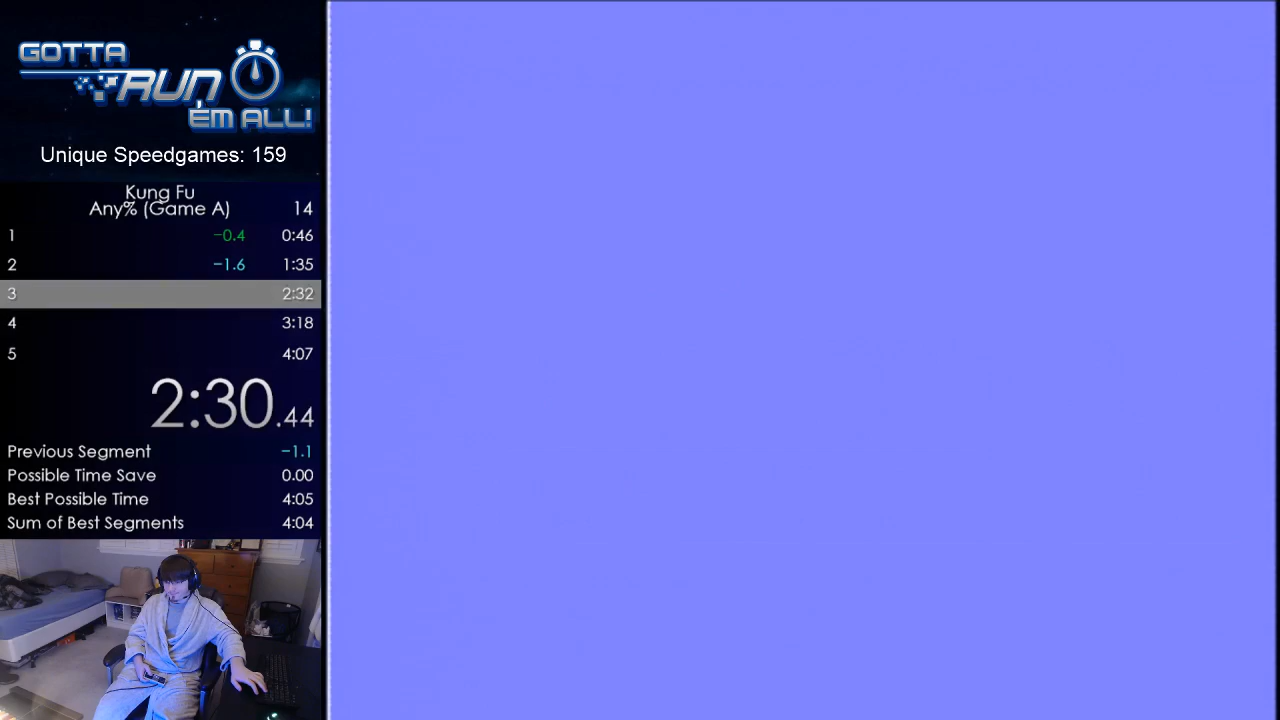 GOTTA
RUN
ÉM ALL!
Unique Speedgames: 159
Kung Fu
Any% (Game A) 14
1 −0.4 0:46
2 −1.6 1:35
3 2:32
4 3:18
5 4:07
2:30.44
Previous Segment −1.1
Possible Time Save 0.00
Best Possible Time 4:05
Sum of Best Segments 4:04